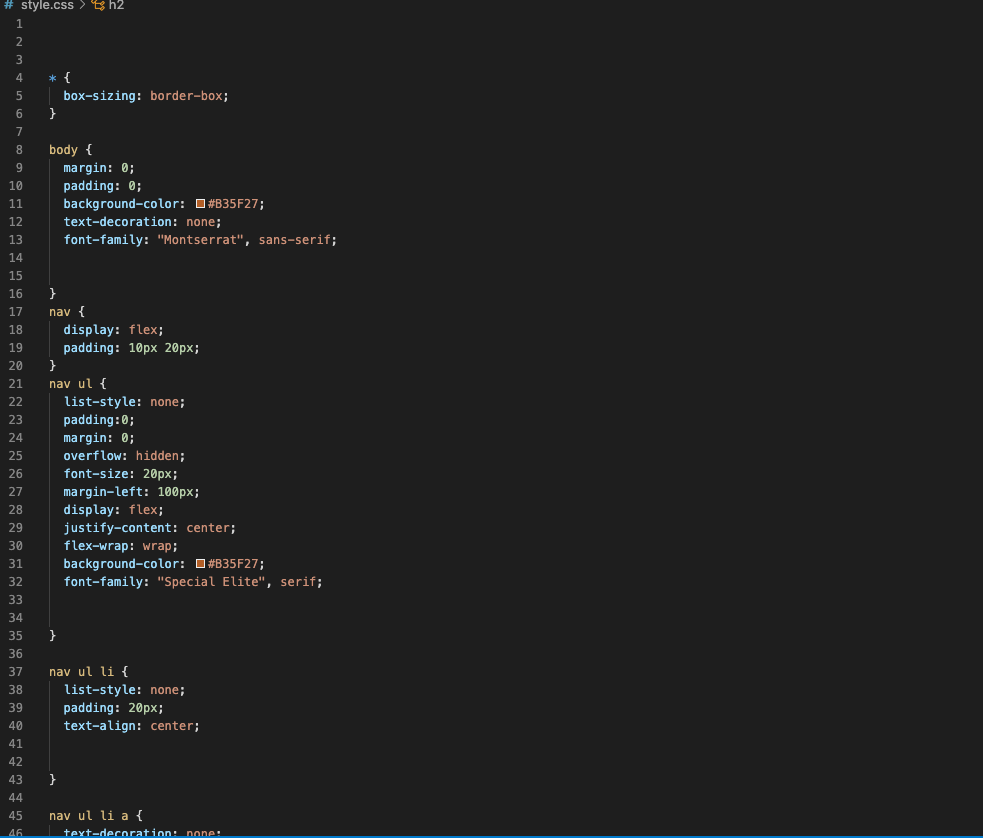 # style.css > h2
1
2
3
4 * {
5 box-sizing: border-box;
6 }
7
8 body {
9 margin: 0;
10 padding: 0;
11 background-color: #B35F27;
12 text-decoration: none;
13 font-family: "Montserrat", sans-serif;
14
15
16 }
17 nav {
18 display: flex;
19 padding: 10px 20px;
20 }
21 nav ul {
22 list-style: none;
23 padding:0;
24 margin: 0;
25 overflow: hidden;
26 font-size: 20px;
27 margin-left: 100px;
28 display: flex;
29 justify-content: center;
30 flex-wrap: wrap;
31 background-color: #B35F27;
32 font-family: "Special Elite", serif;
33
34
35 }
36
37 nav ul li {
38 list-style: none;
39 padding: 20px;
40 text-align: center;
41
42
43 }
44
45 nav ul li a {
46 text-decoration: none;